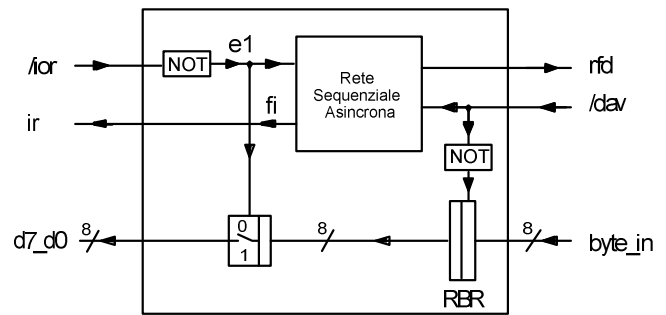 /ior
NOT
e1
Rete
Sequenziale
Asincrona
rfd
ir
fi
/dav
NOT
d7_d0
8
0
1
8
8
byte_in
RBR